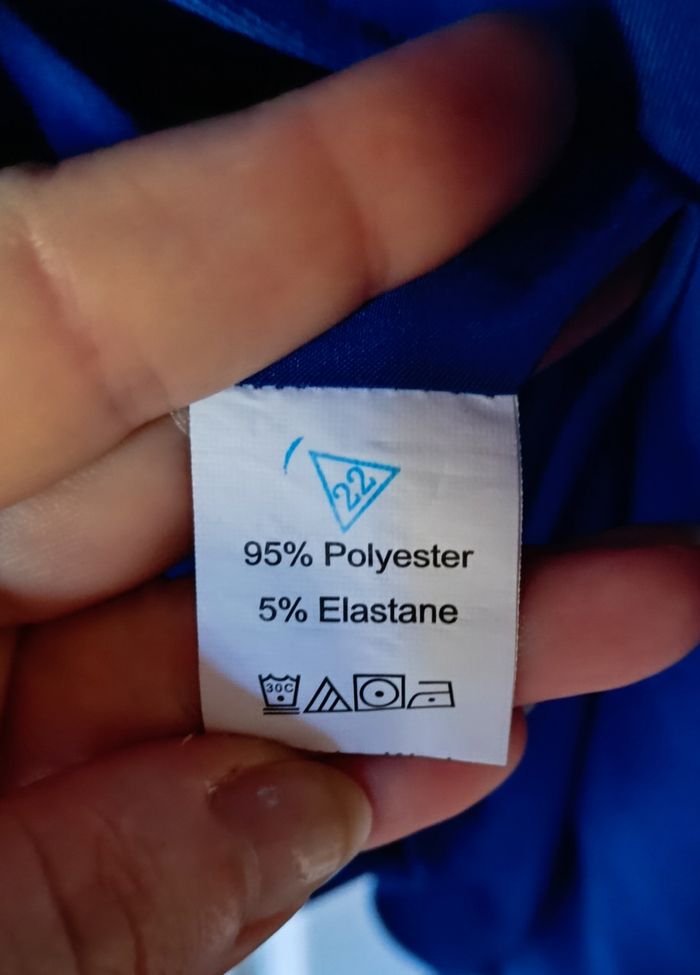 22
95% Polyester
5% Elastane
30C